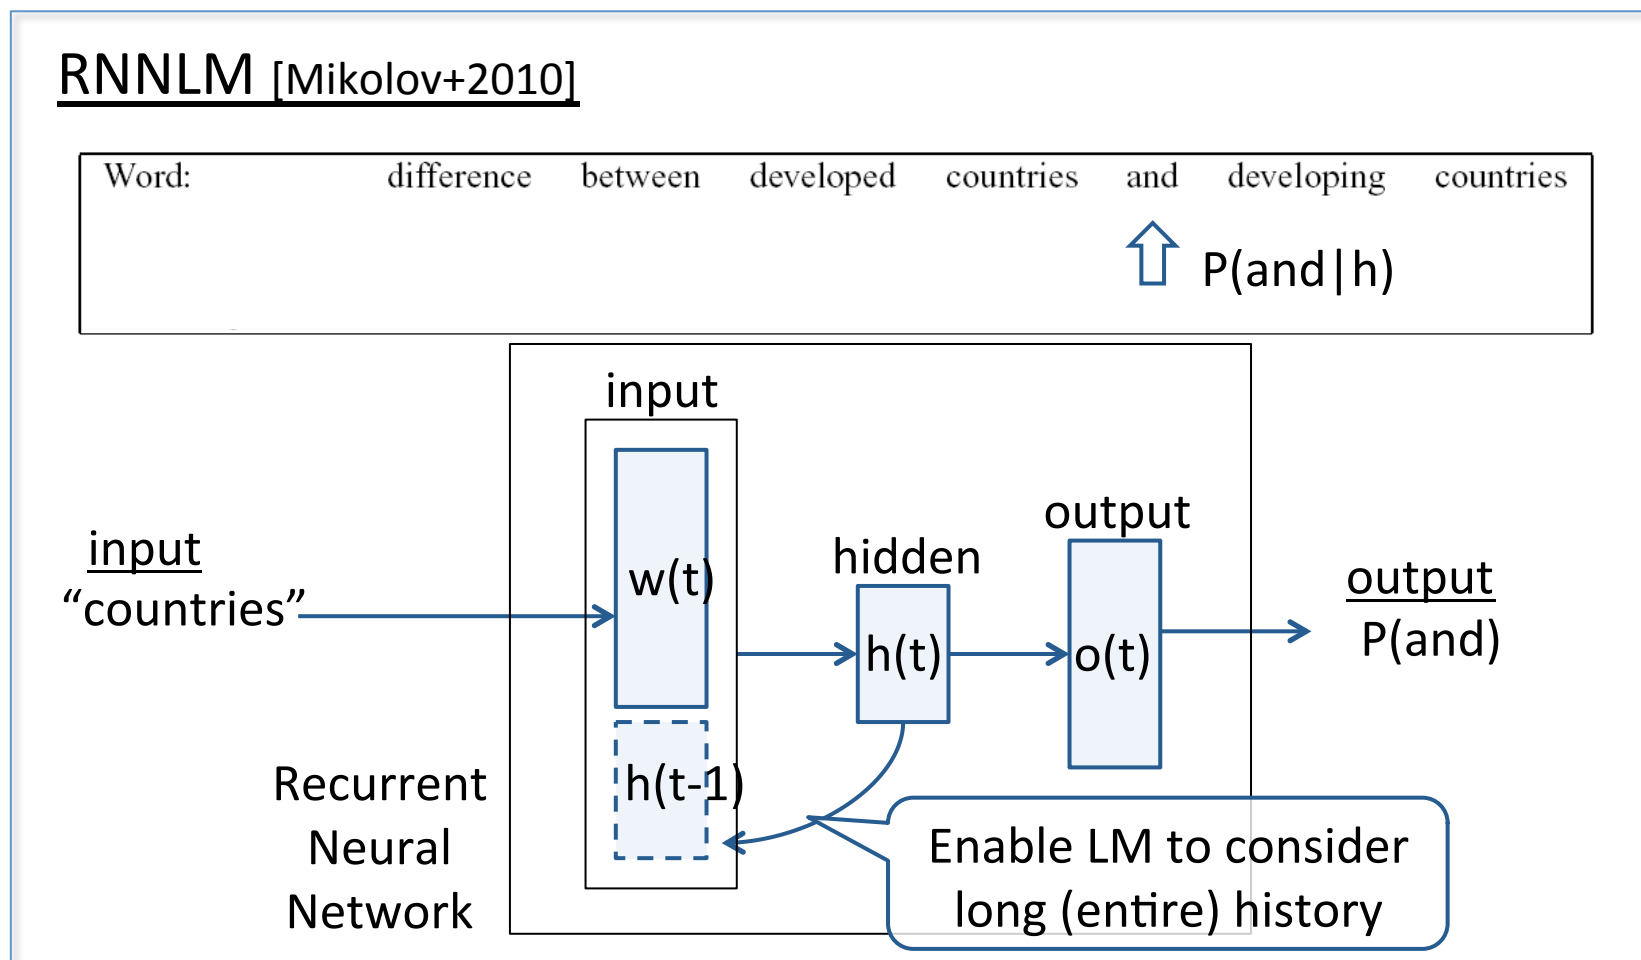 RNNLM [Mikolov+2010]
Word: difference between developed countries and developing countries
P(and|h)
input
w(t)
h(t-1)
input
“countries”
hidden
h(t)
output
o(t)
output
P(and)
Recurrent
Neural
Network
Enable LM to consider
long (entire) history